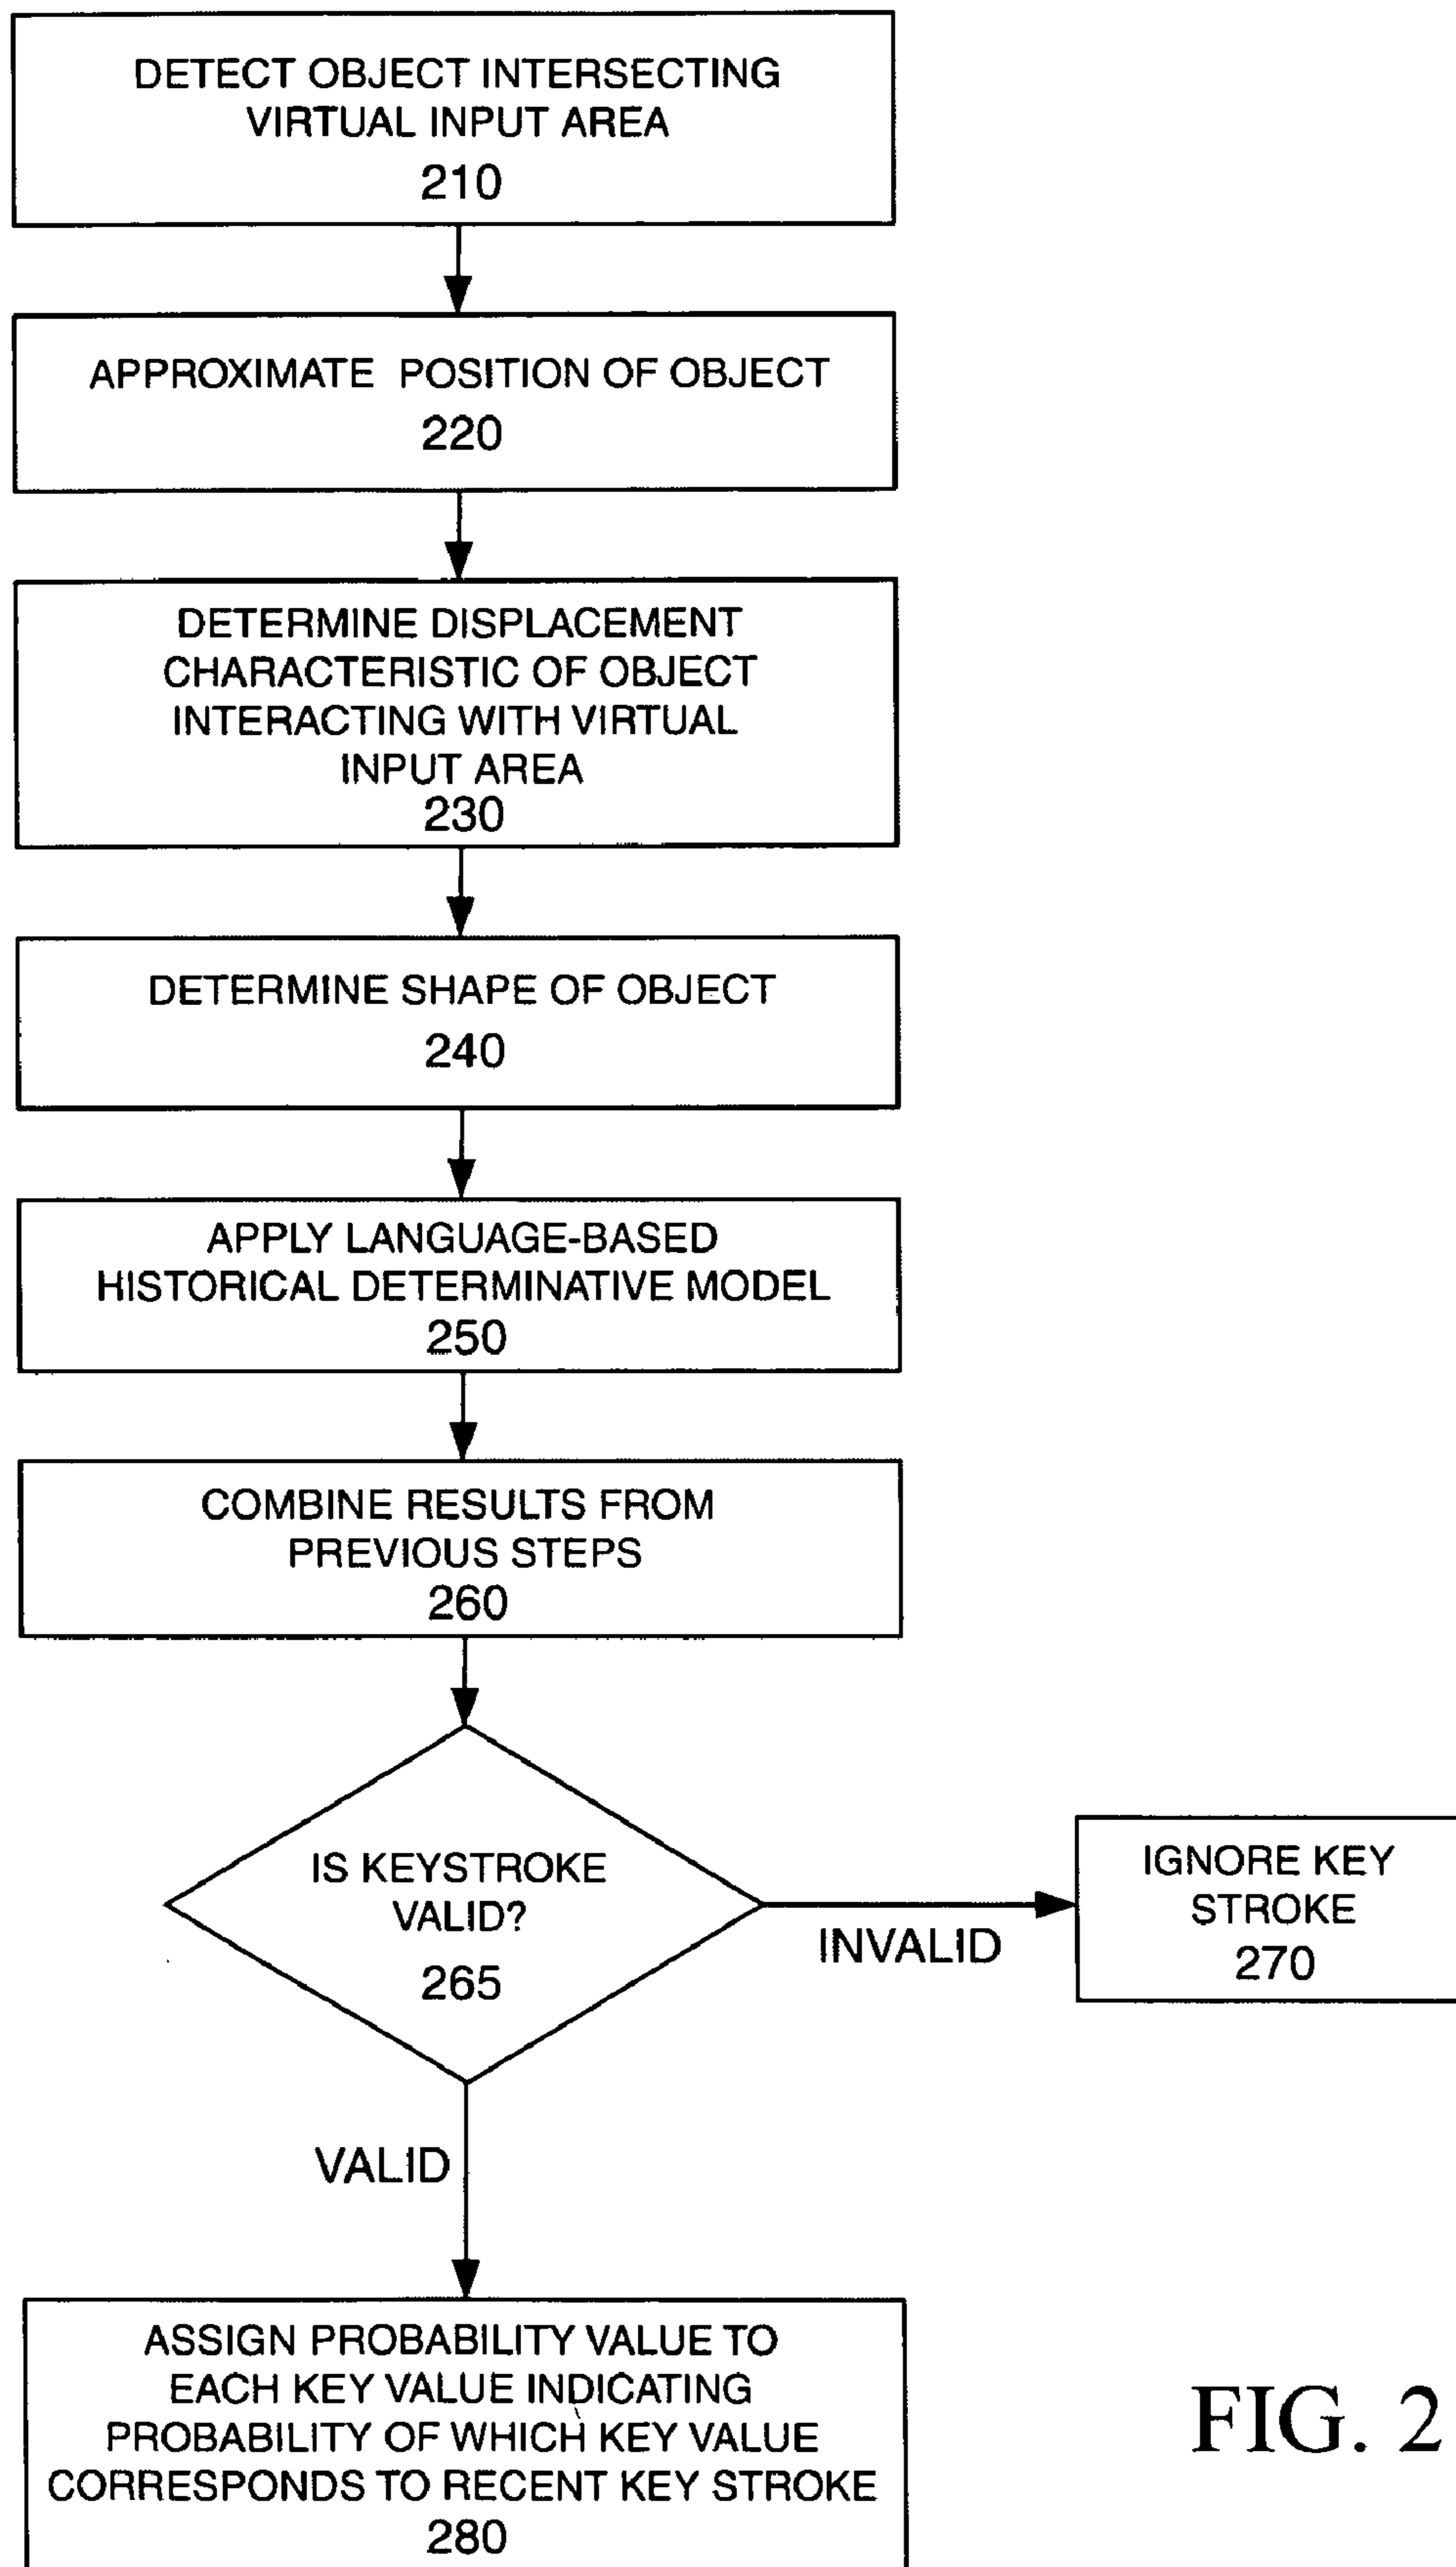 DETECT OBJECT INTERSECTING
VIRTUAL INPUT AREA
210
APPROXIMATE POSITION OF OBJECT
220
DETERMINE DISPLACEMENT
CHARACTERISTIC OF OBJECT
INTERACTING WITH VIRTUAL
INPUT AREA
230
DETERMINE SHAPE OF OBJECT
240
APPLY LANGUAGE-BASED
HISTORICAL DETERMINATIVE MODEL
250
COMBINE RESULTS FROM
PREVIOUS STEPS
260
IS KEYSTROKE
VALID?
265
INVALID
IGNORE KEY
STROKE
270
VALID
ASSIGN PROBABILITY VALUE TO
EACH KEY VALUE INDICATING
PROBABILITY OF WHICH KEY VALUE
CORRESPONDS TO RECENT KEY STROKE
280
FIG. 2